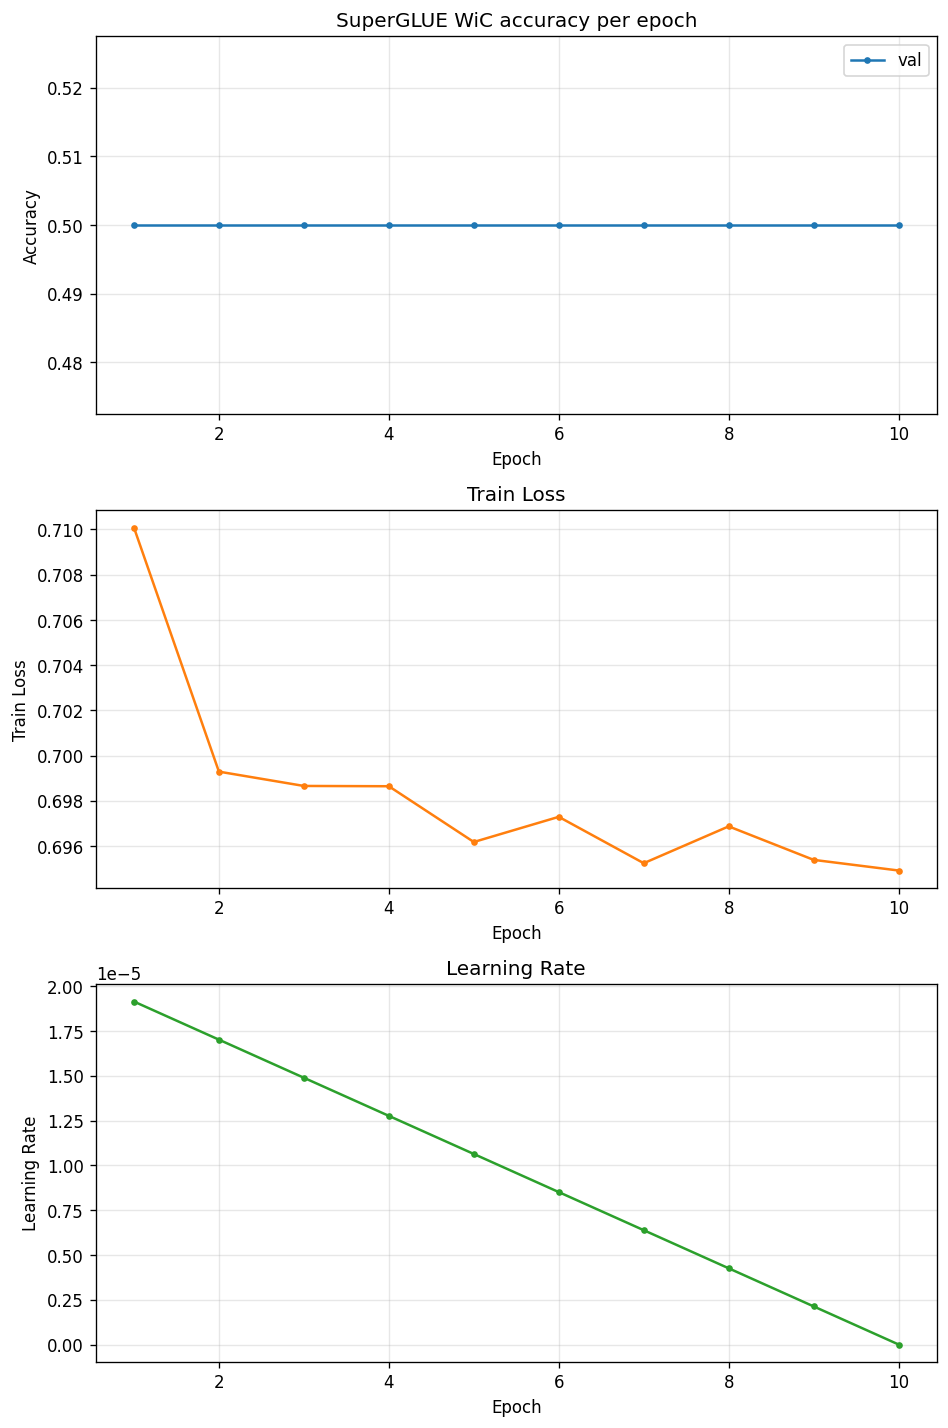 SuperGLUE WiC accuracy per epoch
val
0.52
0.51
0.50
0.49
0.48
Accuracy
2 4 6 8 10
Epoch
Train Loss
0.710
0.708
0.706
0.704
0.702
0.700
0.698
0.696
Train Loss
2 4 6 8 10
Epoch
Learning Rate
1e−5
2.00
1.75
1.50
1.25
1.00
0.75
0.50
0.25
0.00
Learning Rate
2 4 6 8 10
Epoch